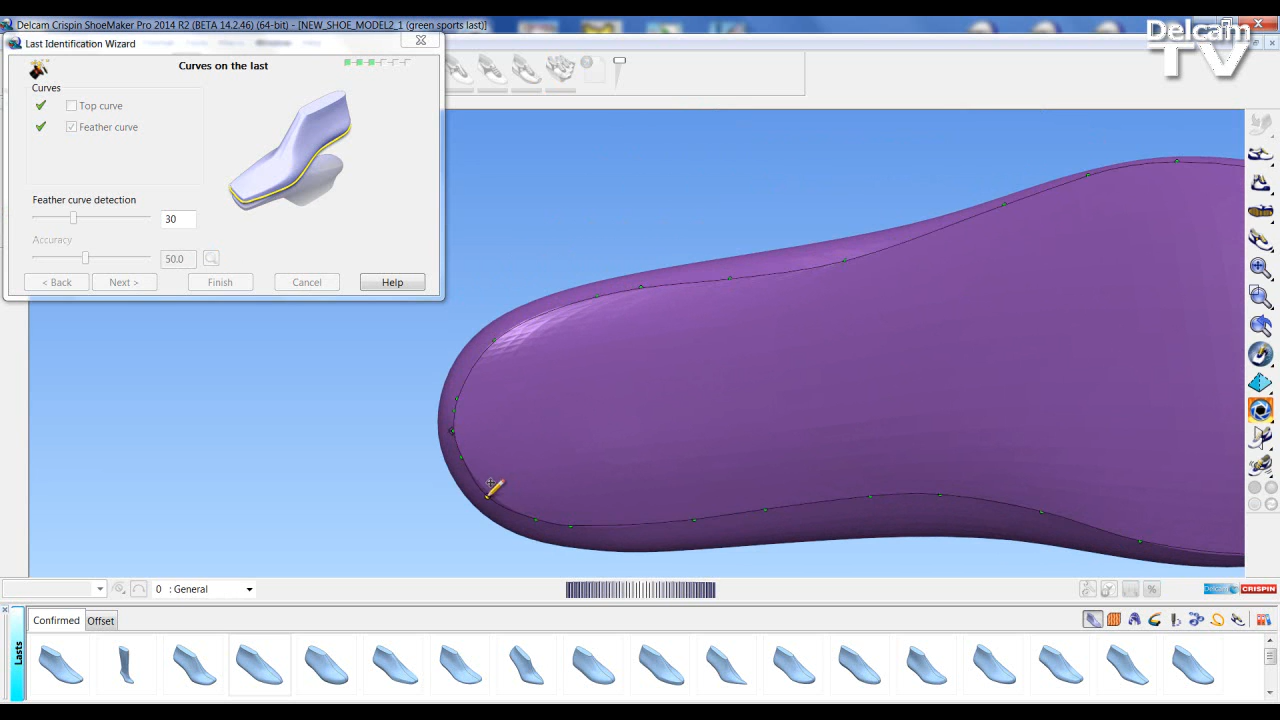 Delcam Crispin ShoeMaker Pro 2014 R2 (BETA 14.2.46) (64-bit) - [NEW_SHOE_MODEL2_1 (green sports last)]
Delcam
TV
Last Identification Wizard
Curves on the last
Curves
Top curve
Feather curve
Feather curve detection
30
Accuracy
50.0
< Back
Next >
Finish
Cancel
Help
0 : General
%
Delcam
CRISPIN
Confirmed
Offset
Lasts